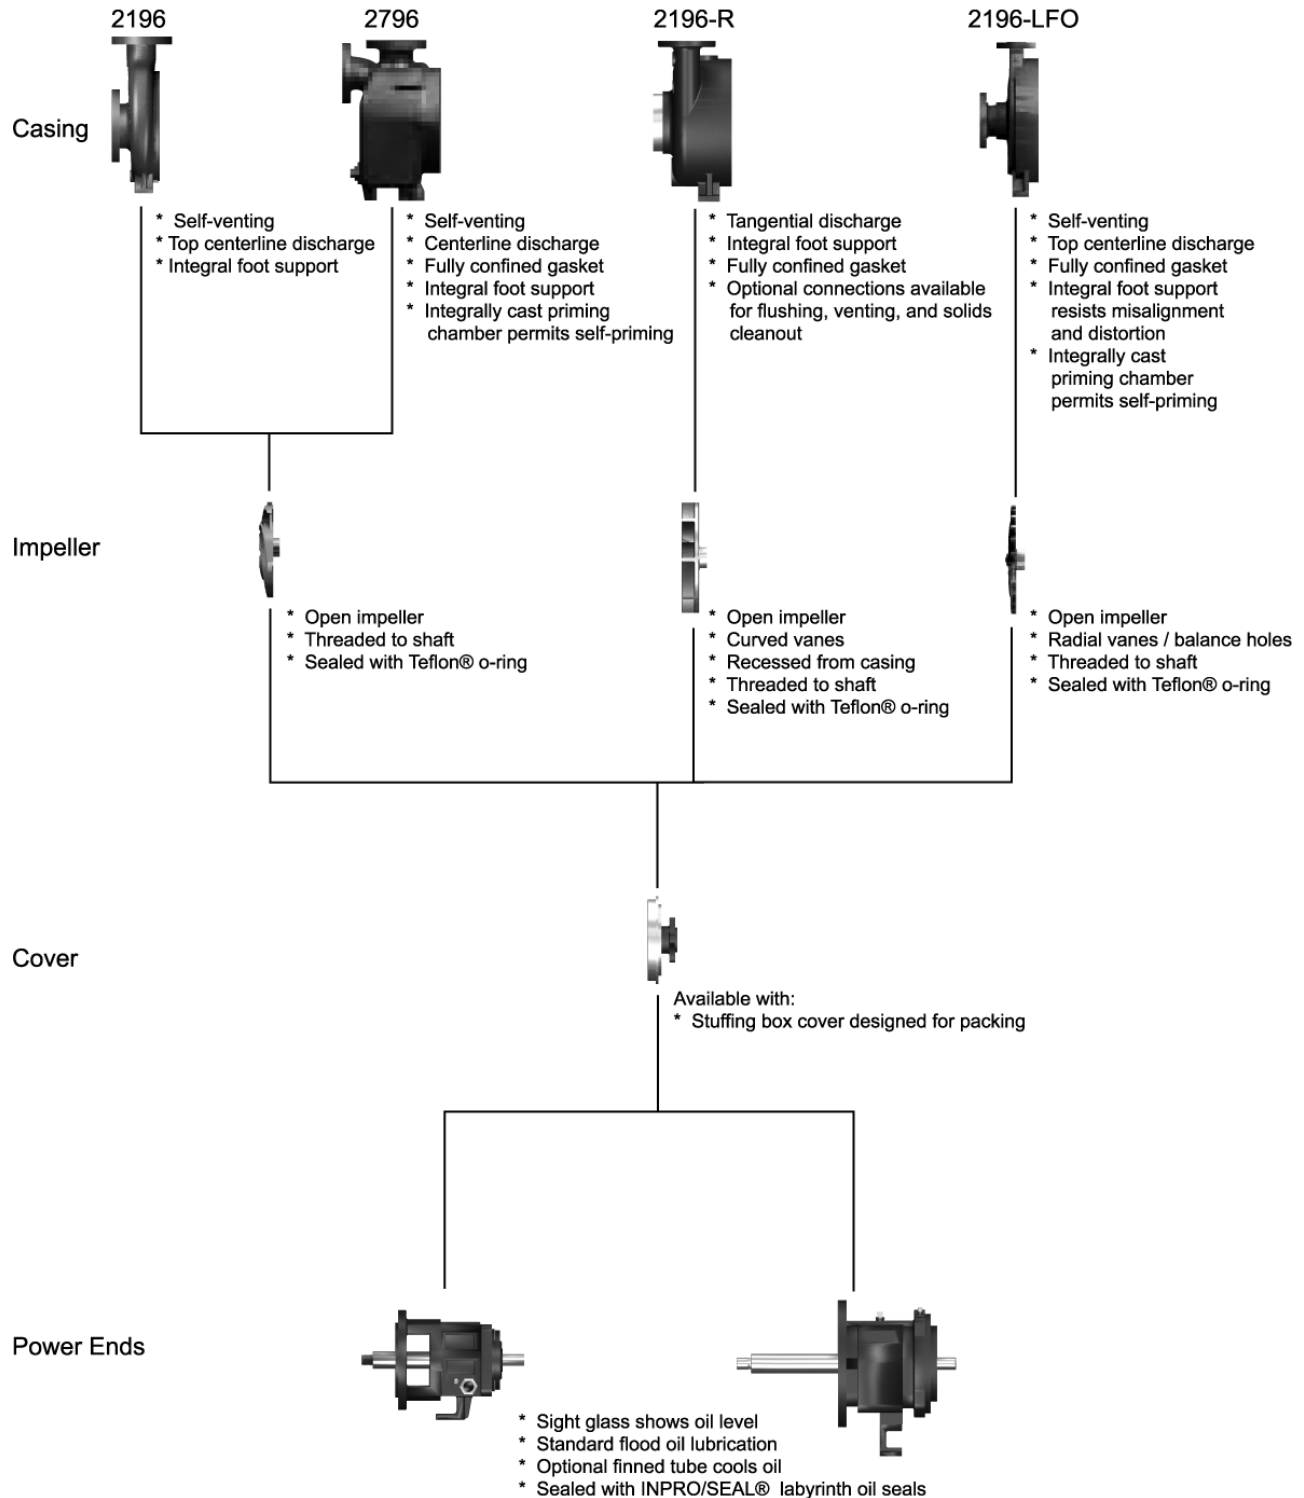 2196
2796
2196-R
2196-LFO
Casing
* Self-venting
* Top centerline discharge
* Integral foot support
* Self-venting
* Centerline discharge
* Fully confined gasket
* Integral foot support
* Integrally cast priming
chamber permits self-priming
* Tangential discharge
* Integral foot support
* Fully confined gasket
* Optional connections available
for flushing, venting, and solids
cleanout
* Self-venting
* Top centerline discharge
* Fully confined gasket
* Integral foot support
resists misalignment
and distortion
* Integrally cast
priming chamber
permits self-priming
Impeller
* Open impeller
* Threaded to shaft
* Sealed with Teflon® o-ring
* Open impeller
* Curved vanes
* Recessed from casing
* Threaded to shaft
* Sealed with Teflon® o-ring
* Open impeller
* Radial vanes / balance holes
* Threaded to shaft
* Sealed with Teflon® o-ring
Cover
Available with:
* Stuffing box cover designed for packing
Power Ends
* Sight glass shows oil level
* Standard flood oil lubrication
* Optional finned tube cools oil
* Sealed with INPRO/SEAL® labyrinth oil seals